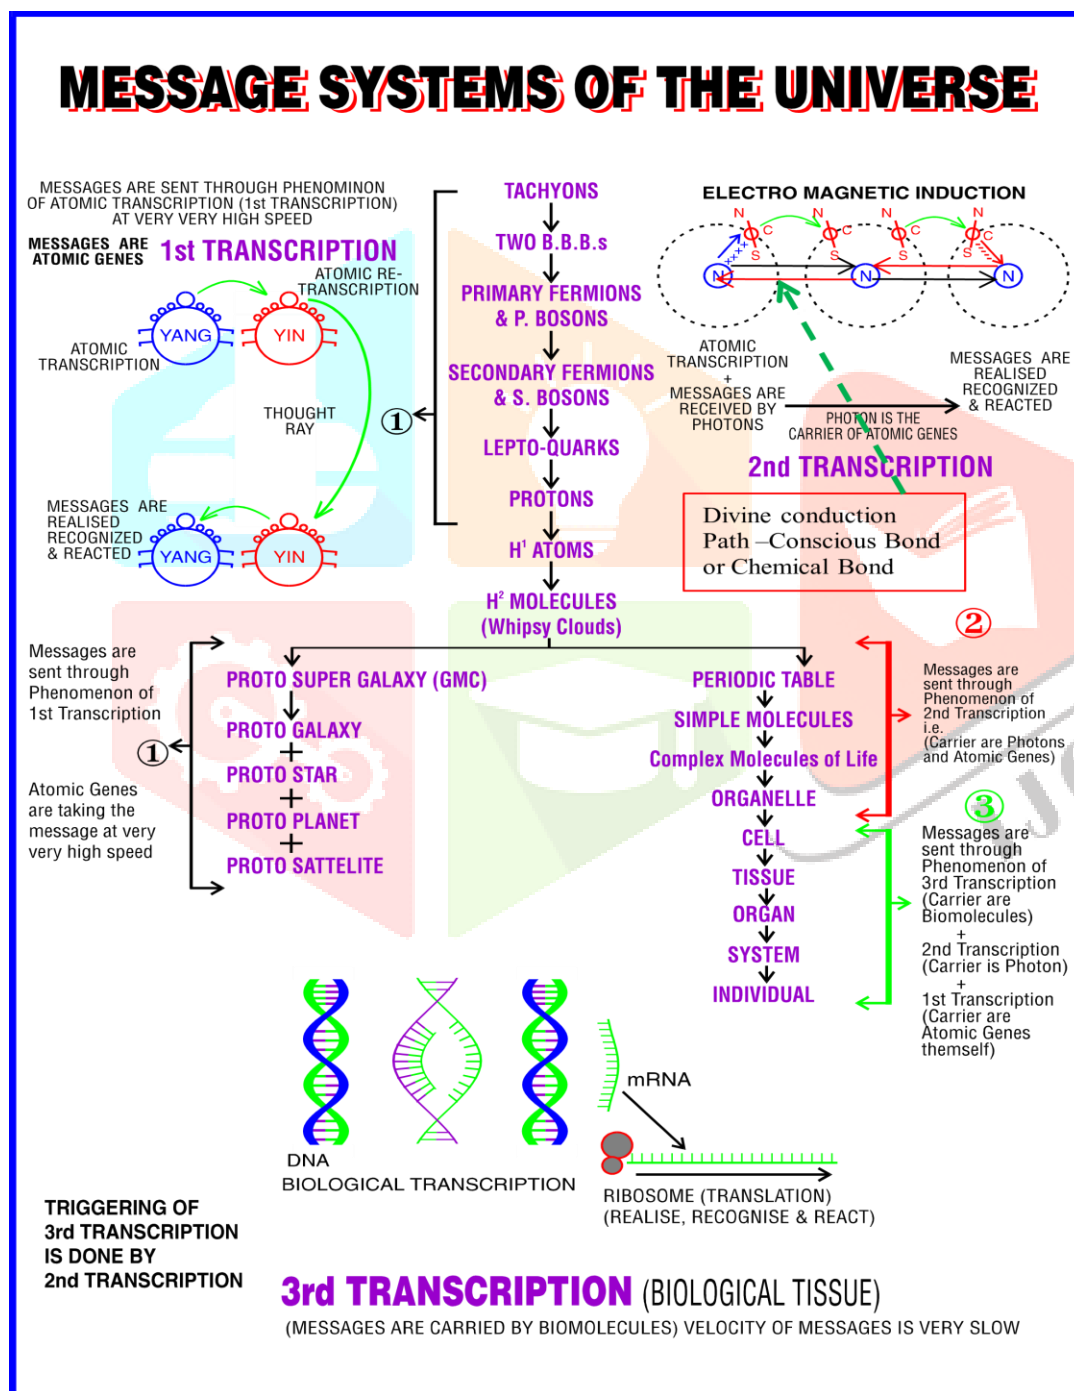 MESSAGE SYSTEMS OF THE UNIVERSE
MESSAGES ARE SENT THROUGH PHENOMINON
OF ATOMIC TRANSCRIPTION (1st TRANSCRIPTION)
AT VERY VERY HIGH SPEED
MESSAGES ARE
ATOMIC GENES
1st TRANSCRIPTION
ATOMIC RE-
TRANSCRIPTION
YANG
YIN
ATOMIC
TRANSCRIPTION
THOUGHT
RAY
MESSAGES ARE
REALISED
RECOGNIZED
& REACTED
YANG
YIN
1
TACHYONS
TWO B.B.B.s
PRIMARY FERMIONS
& P. BOSONS
SECONDARY FERMIONS
& S. BOSONS
LEPTO-QUARKS
PROTONS
H¹ ATOMS
H² MOLECULES
(Whipsy Clouds)
ELECTRO MAGNETIC INDUCTION
N
C
S
N
C
S
N
C
S
N
C
S
N
N
N
++++
ATOMIC
TRANSCRIPTION
+
MESSAGES ARE
RECEIVED BY
PHOTONS
PHOTON IS THE
CARRIER OF ATOMIC GENES
MESSAGES ARE
REALISED
RECOGNIZED
& REACTED
2nd TRANSCRIPTION
Divine conduction
Path –Conscious Bond
or Chemical Bond
Messages are
sent through
Phenomenon of
1st Transcription
1
Atomic Genes
are taking the
message at very
very high speed
PROTO SUPER GALAXY (GMC)
PROTO GALAXY
+
PROTO STAR
+
PROTO PLANET
+
PROTO SATTELITE
PERIODIC TABLE
SIMPLE MOLECULES
Complex Molecules of Life
ORGANELLE
CELL
TISSUE
ORGAN
SYSTEM
INDIVIDUAL
2
Messages are
sent through
Phenomenon of
2nd Transcription
i.e.
(Carrier are Photons
and Atomic Genes)
3
Messages are
sent through
Phenomenon of
3rd Transcription
(Carrier are
Biomolecules)
+
2nd Transcription
(Carrier is Photon)
+
1st Transcription
(Carrier are
Atomic Genes
themself)
DNA
BIOLOGICAL TRANSCRIPTION
mRNA
RIBOSOME (TRANSLATION)
(REALISE, RECOGNISE & REACT)
TRIGGERING OF
3rd TRANSCRIPTION
IS DONE BY
2nd TRANSCRIPTION
3rd TRANSCRIPTION (BIOLOGICAL TISSUE)
(MESSAGES ARE CARRIED BY BIOMOLECULES) VELOCITY OF MESSAGES IS VERY SLOW